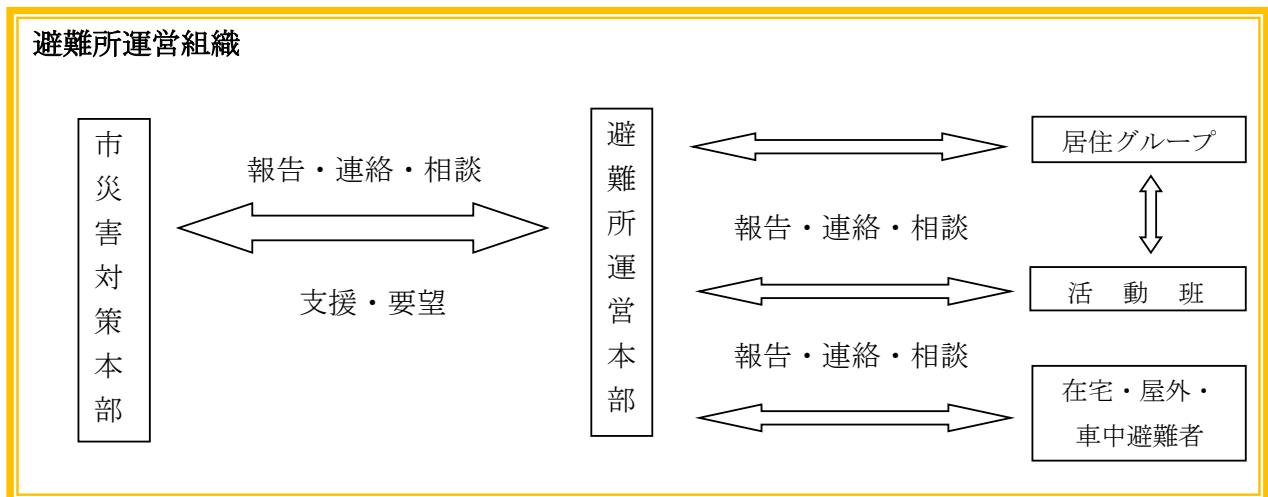 避難所運営組織
市災害対策本部
報告・連絡・相談
支援・要望
避難所運営本部
報告・連絡・相談
報告・連絡・相談
居住グループ
活動班
在宅・屋外・
車中避難者